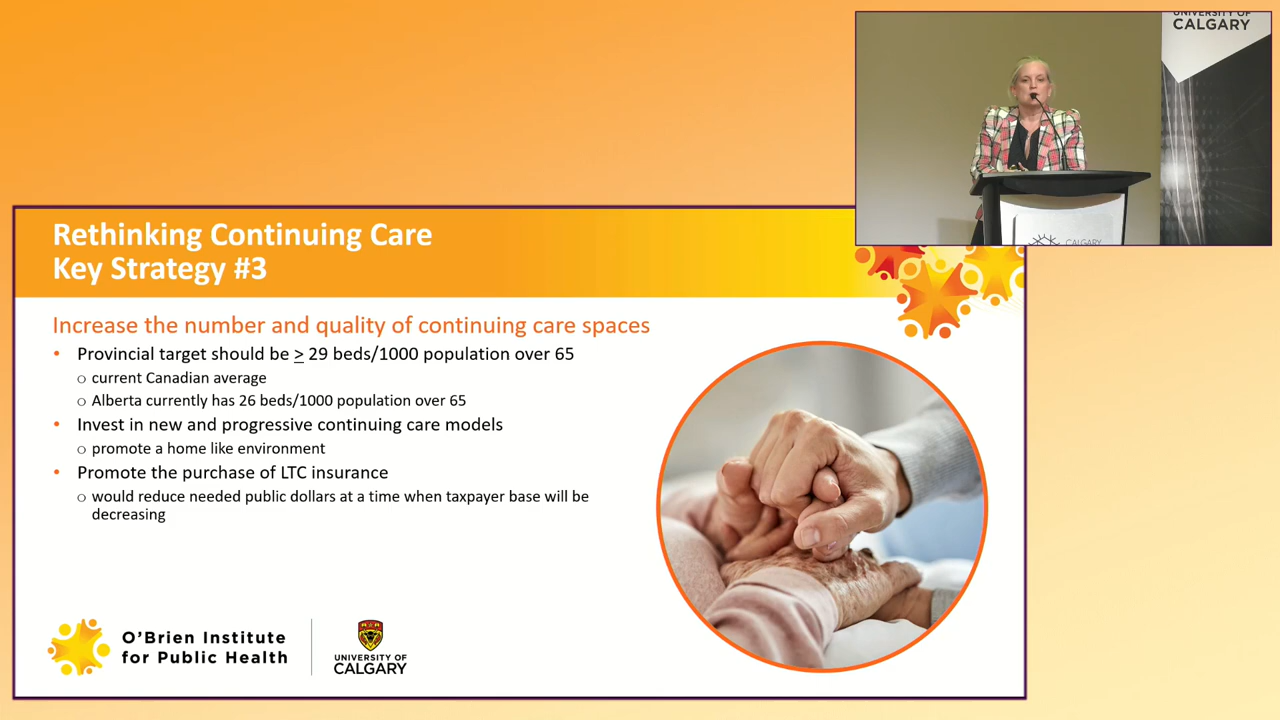 UNIVERSITY OF
CALGARY
Rethinking Continuing Care
Key Strategy #3
Increase the number and quality of continuing care spaces
• Provincial target should be ≥ 29 beds/1000 population over 65
○ current Canadian average
○ Alberta currently has 26 beds/1000 population over 65
• Invest in new and progressive continuing care models
○ promote a home like environment
• Promote the purchase of LTC insurance
○ would reduce needed public dollars at a time when taxpayer base will be
decreasing
O'Brien Institute
for Public Health
UNIVERSITY OF
CALGARY
CALGARY